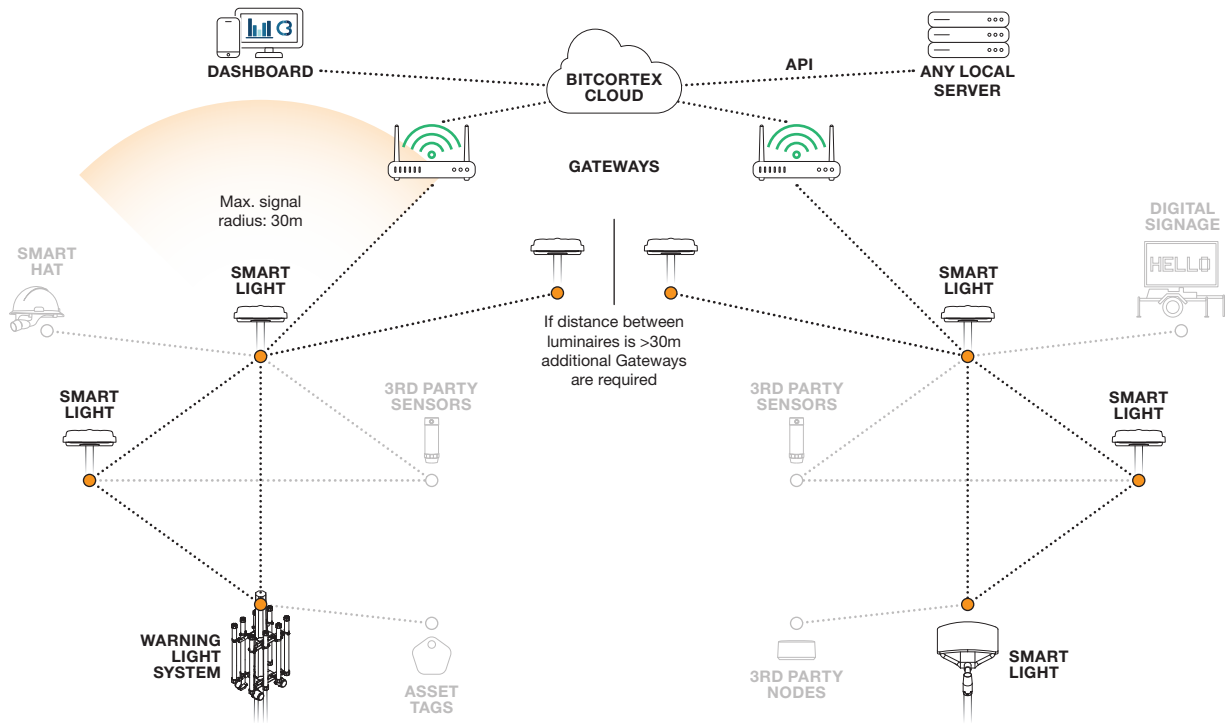 DASHBOARD
BITCORTEX
CLOUD
API
ANY LOCAL
SERVER
GATEWAYS
Max. signal
radius: 30m
SMART
HAT
SMART
LIGHT
If distance between
luminaires is >30m
additional Gateways
are required
SMART
LIGHT
DIGITAL
SIGNAGE
HELLO
SMART
LIGHT
3RD PARTY
SENSORS
3RD PARTY
SENSORS
SMART
LIGHT
WARNING
LIGHT
SYSTEM
ASSET
TAGS
3RD PARTY
NODES
SMART
LIGHT